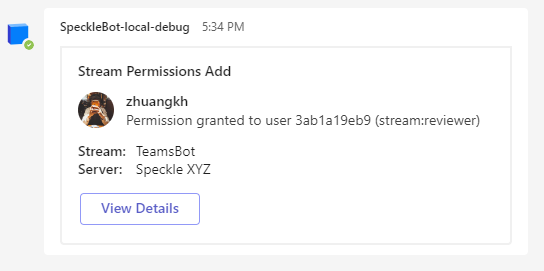 SpeckleBot-local-debug 5:34 PM
Stream Permissions Add
zhuangkh
Permission granted to user 3ab1a19eb9 (stream:reviewer)
Stream: TeamsBot
Server: Speckle XYZ
View Details